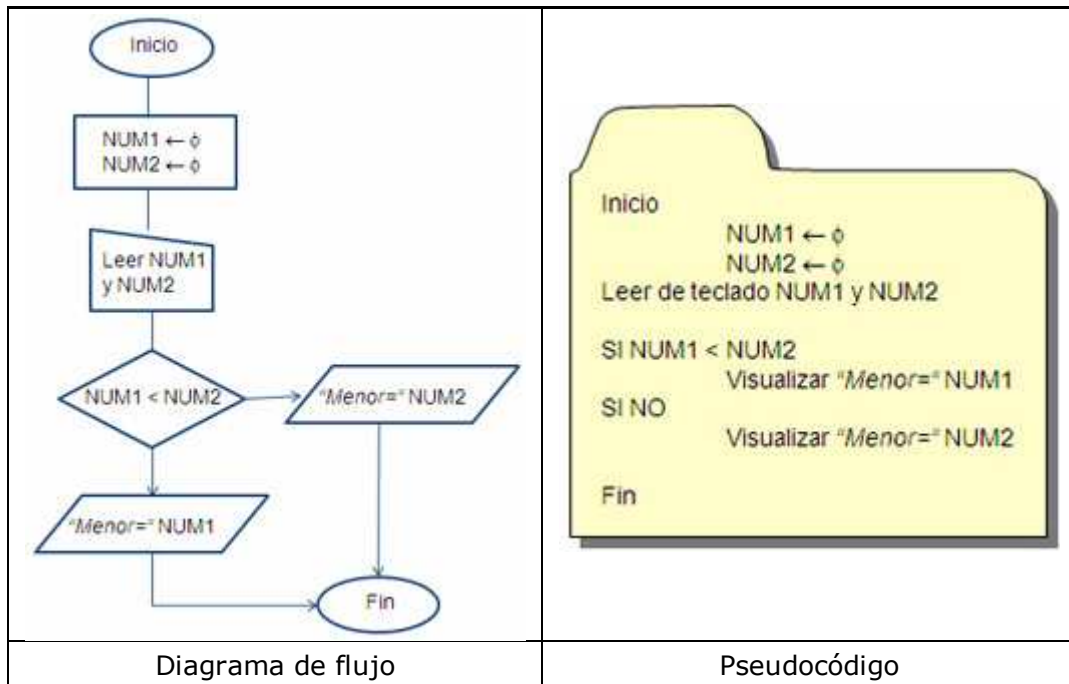 Inicio
NUM1 ← ϕ
NUM2 ← ϕ
Leer NUM1
y NUM2
NUM1 < NUM2
"Menor=" NUM2
"Menor=" NUM1
Fin
Diagrama de flujo
Inicio
NUM1 ← ϕ
NUM2 ← ϕ
Leer de teclado NUM1 y NUM2
SI NUM1 < NUM2
Visualizar "Menor=" NUM1
SI NO
Visualizar "Menor=" NUM2
Fin
Pseudocódigo